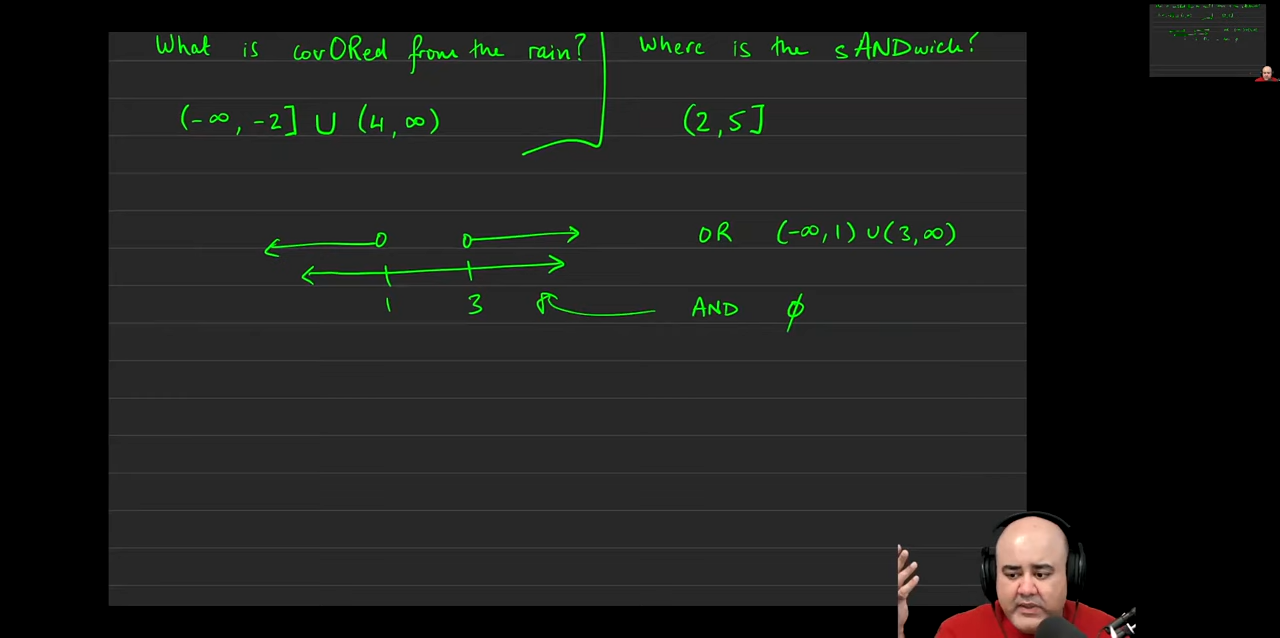 What is covORed from the rain?
Where is the sANDwich?
(-∞, -2] ∪ (4, ∞)
(2, 5]
OR (-∞, 1) ∪ (3, ∞)
1 3
AND ϕ